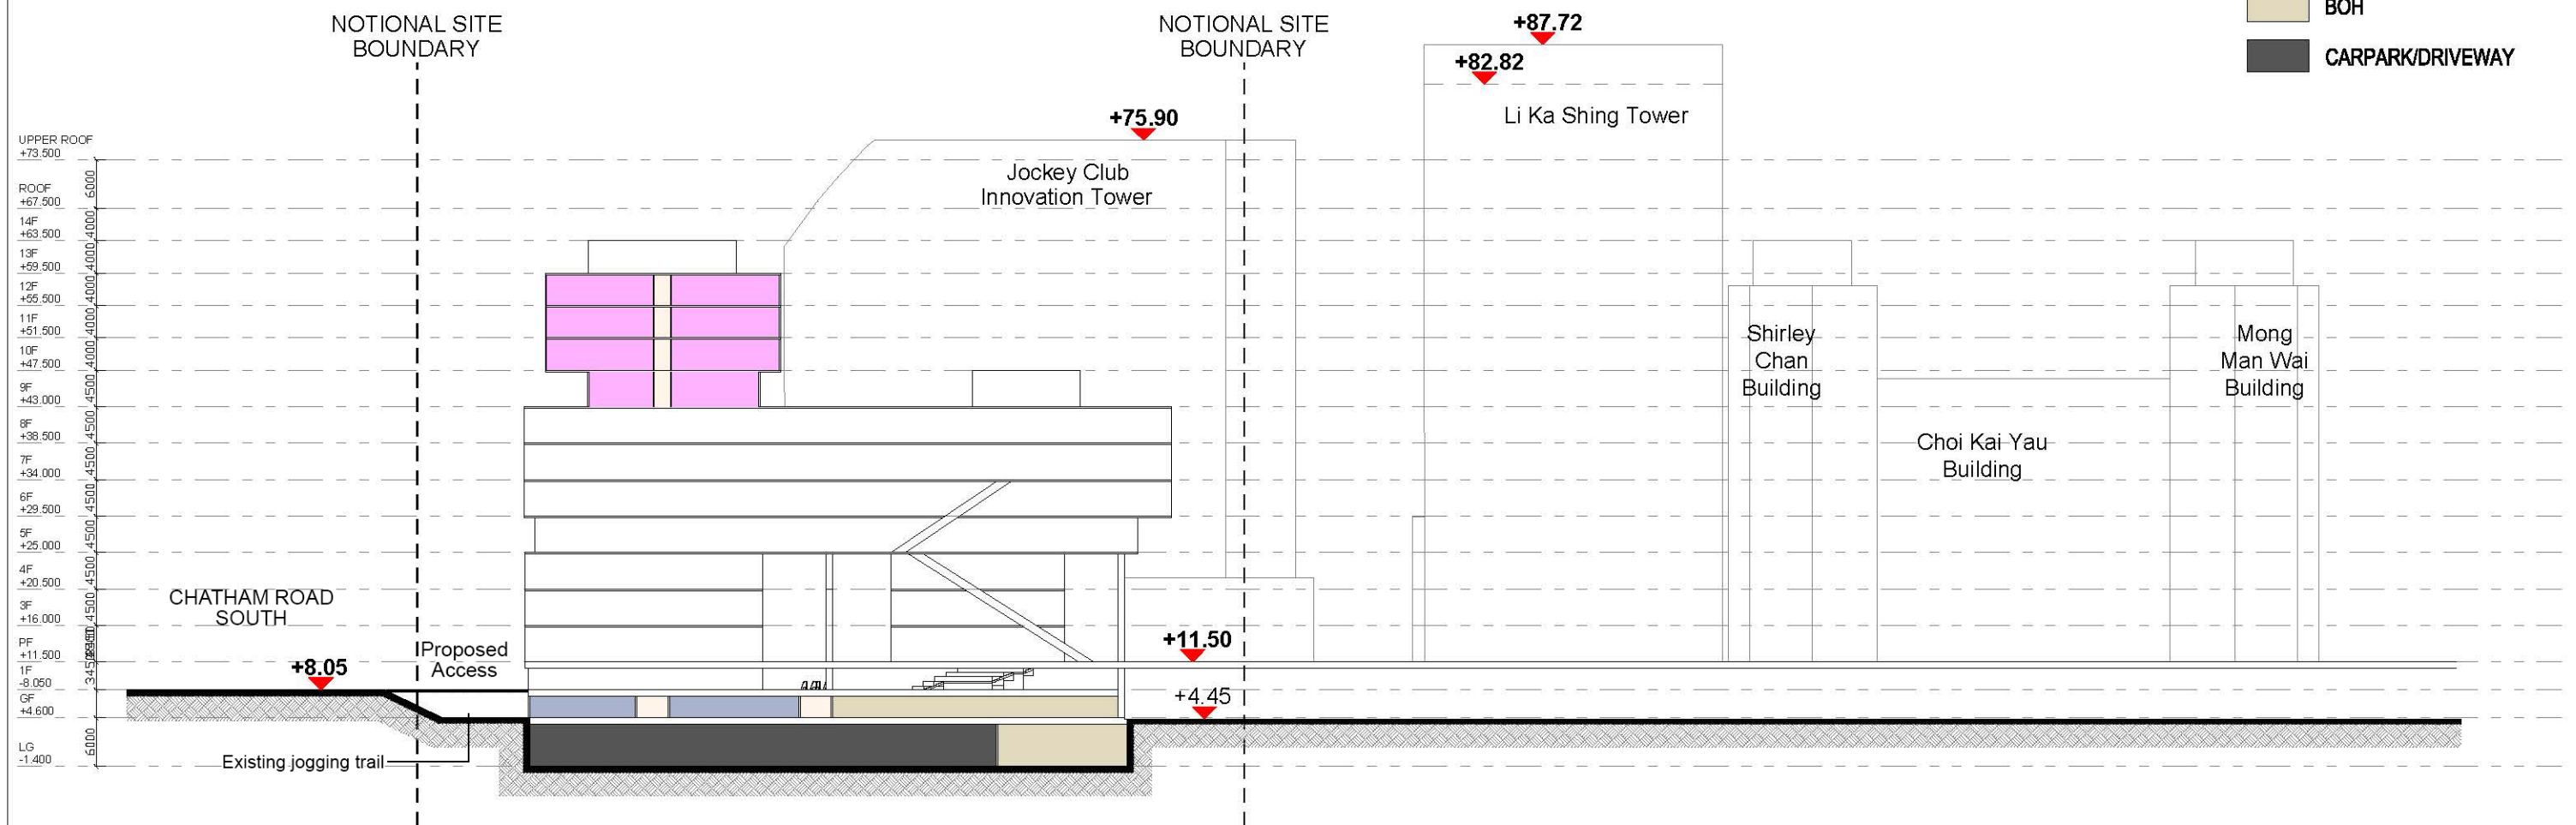 NOTIONAL SITE
BOUNDARY
NOTIONAL SITE
BOUNDARY
+87.72
+82.82
Li Ka Shing Tower
BOH
CARPARK/DRIVEWAY
+75.90
Jockey Club
Innovation Tower
UPPER ROOF
+73.500
6000
ROOF
+67.500
4000
14F
+63.500
4000
13F
+59.500
4000
12F
+55.500
4000
11F
+51.500
4000
10F
+47.500
4500
9F
+43.000
4500
8F
+38.500
4500
7F
+34.000
4500
6F
+29.500
4500
5F
+25.000
4500
4F
+20.500
4500
3F
+16.000
PF
+11.500
3450
1F
-8.050
GF
+4.600
6000
LG
-1.400
Shirley
Chan
Building
Choi Kai Yau
Building
Mong
Man Wai
Building
CHATHAM ROAD
SOUTH
+8.05
Proposed
Access
Existing jogging trail
+11.50
+4.45